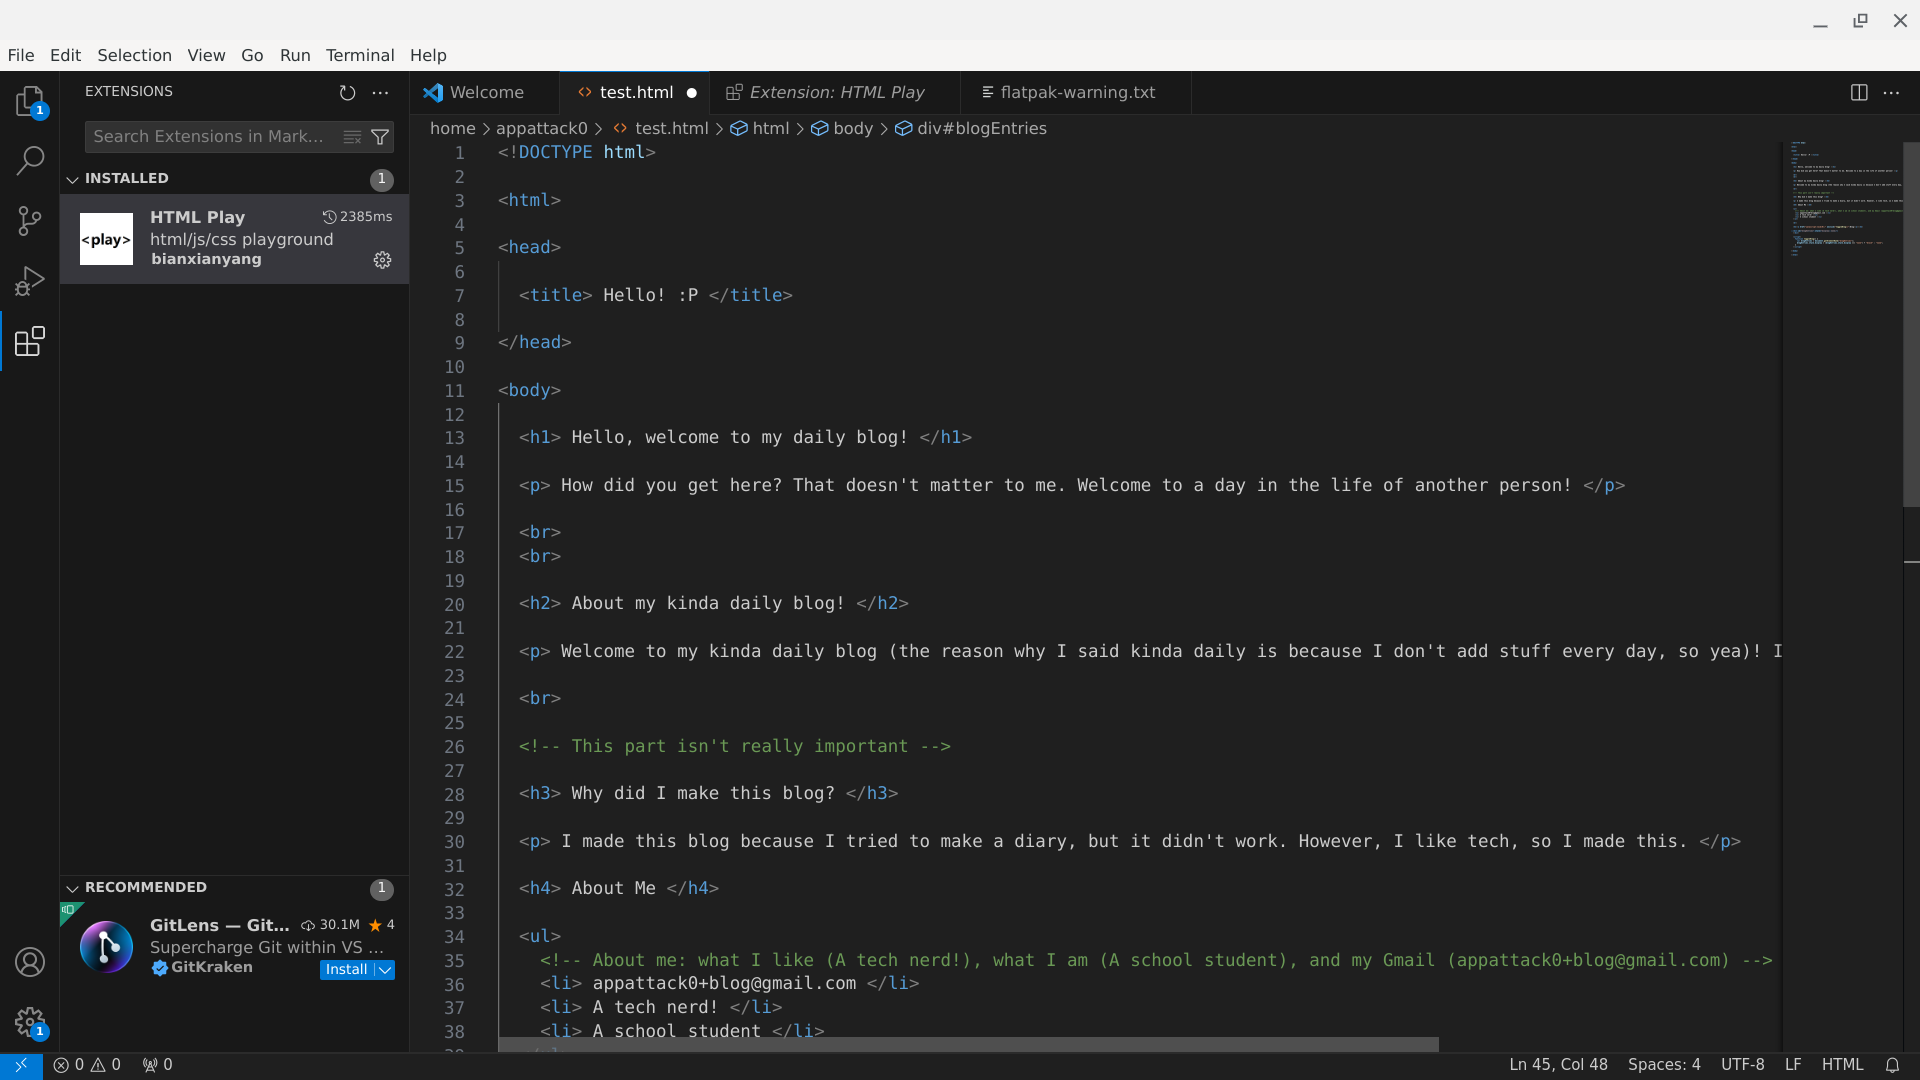 File Edit Selection View Go Run Terminal Help
EXTENSIONS
Search Extensions in Mark...
INSTALLED 1
<play>
HTML Play 2385ms
html/js/css playground
bianxianyang
RECOMMENDED 1
GitLens — Git... 30.1M 4
Supercharge Git within VS ...
GitKraken Install
1
1
Welcome test.html Extension: HTML Play flatpak-warning.txt
home > appattack0 > test.html > html > body > div#blogEntries
1 <!DOCTYPE html>
2
3 <html>
4
5 <head>
6
7 <title> Hello! :P </title>
8
9 </head>
10
11 <body>
12
13 <h1> Hello, welcome to my daily blog! </h1>
14
15 <p> How did you get here? That doesn't matter to me. Welcome to a day in the life of another person! </p>
16
17 <br>
18 <br>
19
20 <h2> About my kinda daily blog! </h2>
21
22 <p> Welcome to my kinda daily blog (the reason why I said kinda daily is because I don't add stuff every day, so yea)! I
23
24 <br>
25
26 <!-- This part isn't really important -->
27
28 <h3> Why did I make this blog? </h3>
29
30 <p> I made this blog because I tried to make a diary, but it didn't work. However, I like tech, so I made this. </p>
31
32 <h4> About Me </h4>
33
34 <ul>
35 <!-- About me: what I like (A tech nerd!), what I am (A school student), and my Gmail (appattack0+blog@gmail.com) -->
36 <li> appattack0+blog@gmail.com </li>
37 <li> A tech nerd! </li>
38 <li> A school student </li>
0 0 0 Ln 45, Col 48 Spaces: 4 UTF-8 LF HTML